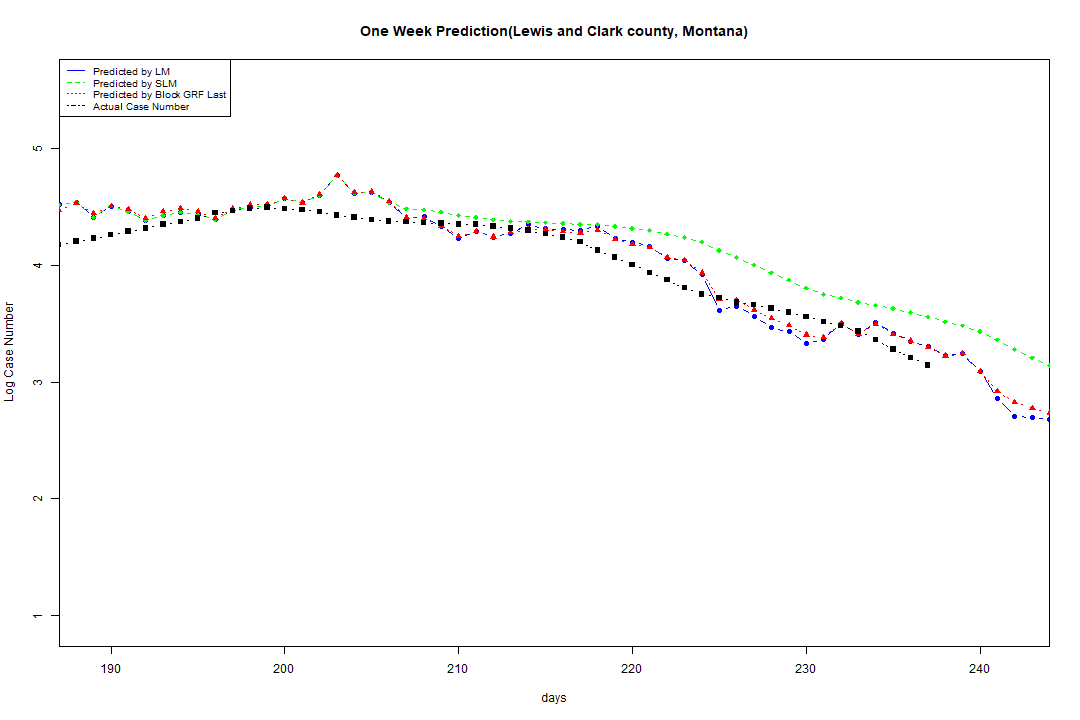 One Week Prediction(Lewis and Clark county, Montana)
Predicted by LM
Predicted by SLM
Predicted by Block GRF Last
Actual Case Number
5
4
3
2
1
Log Case Number
190 200 210 220 230 240
days